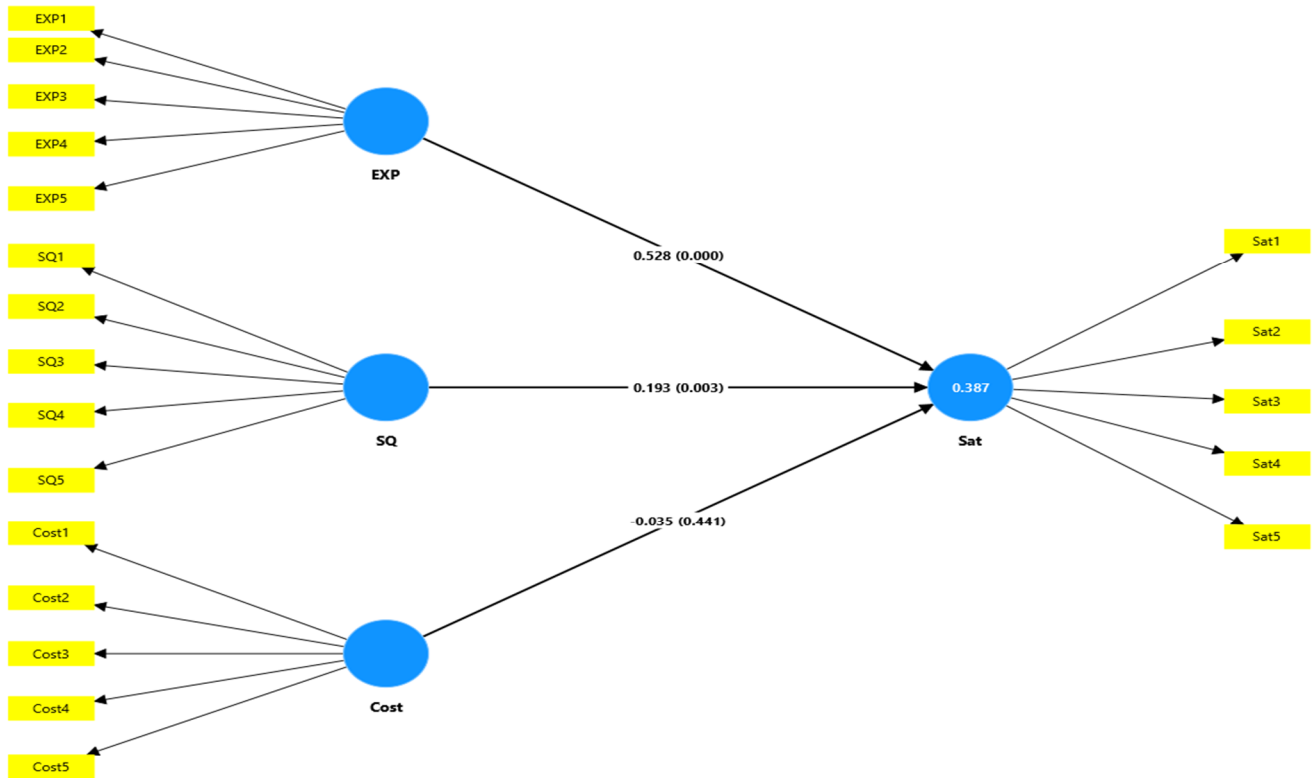 EXP1
EXP2
EXP3
EXP4
EXP5
EXP
0.528 (0.000)
SQ1
SQ2
SQ3
SQ4
SQ5
SQ
0.193 (0.003)
Cost1
Cost2
Cost3
Cost4
Cost5
Cost
-0.035 (0.441)
0.387
Sat
Sat1
Sat2
Sat3
Sat4
Sat5